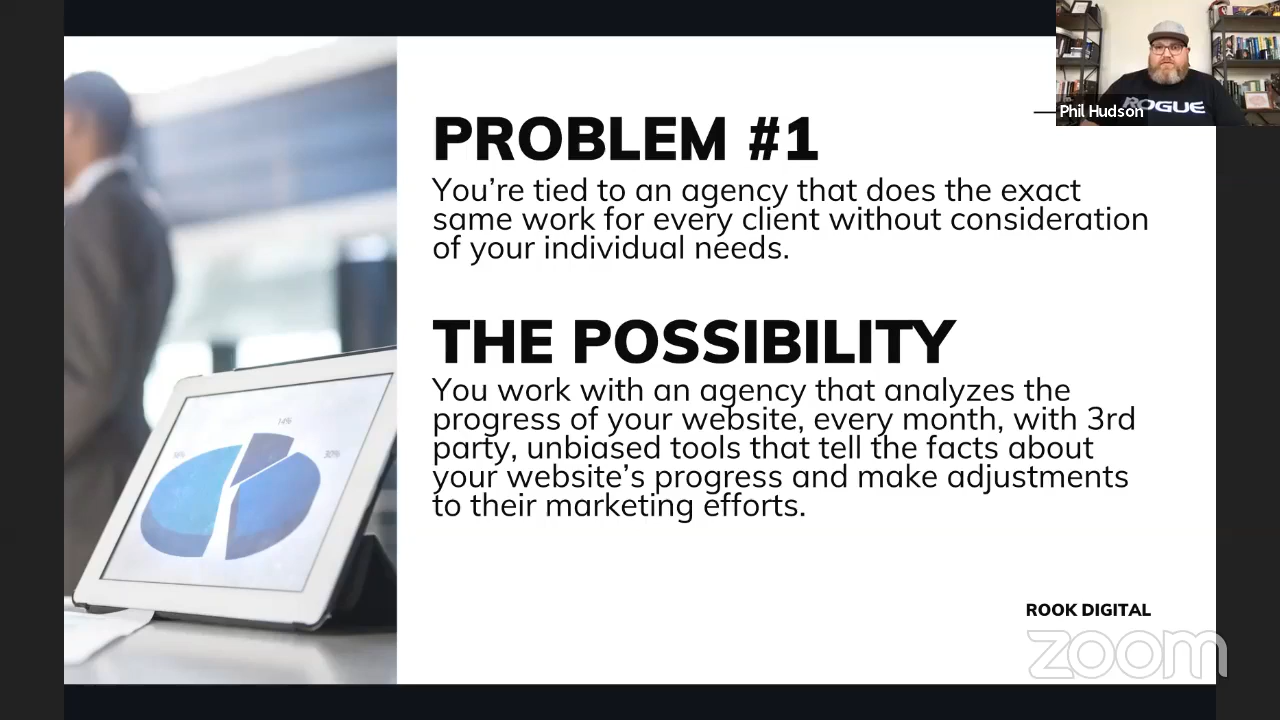 ROGUE
Phil Hudson
PROBLEM #1
You're tied to an agency that does the exact
same work for every client without consideration
of your individual needs.
THE POSSIBILITY
You work with an agency that analyzes the
progress of your website, every month, with 3rd
party, unbiased tools that tell the facts about
your website's progress and make adjustments
to their marketing efforts.
14%
30%
ROOK DIGITAL
zoom